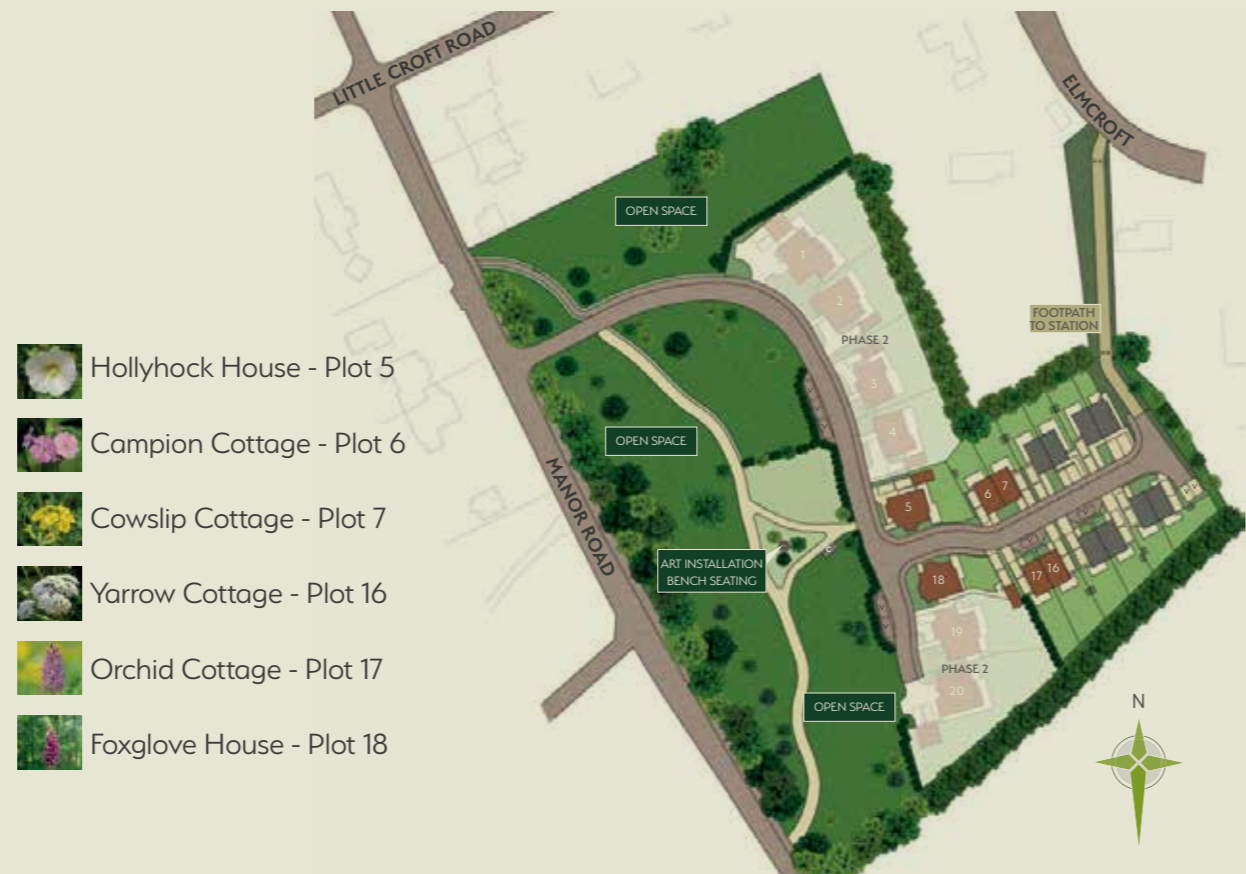 LITTLE CROFT ROAD
ELMCROFT
OPEN SPACE
1
2
FOOTPATH
TO STATION
PHASE 2
3
4
OPEN SPACE
MANOR ROAD
5
6
7
ART INSTALLATION
BENCH SEATING
18
17
16
19
PHASE 2
20
OPEN SPACE
N
Hollyhock House - Plot 5
Campion Cottage - Plot 6
Cowslip Cottage - Plot 7
Yarrow Cottage - Plot 16
Orchid Cottage - Plot 17
Foxglove House - Plot 18